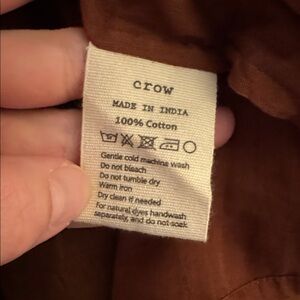 crow
MADE IN INDIA
100% Cotton
Gentle cold machine wash
Do not bleach
Do not tumble dry
Warm iron
Dry clean if needed
For natural dyes handwash
separately, and do not soak